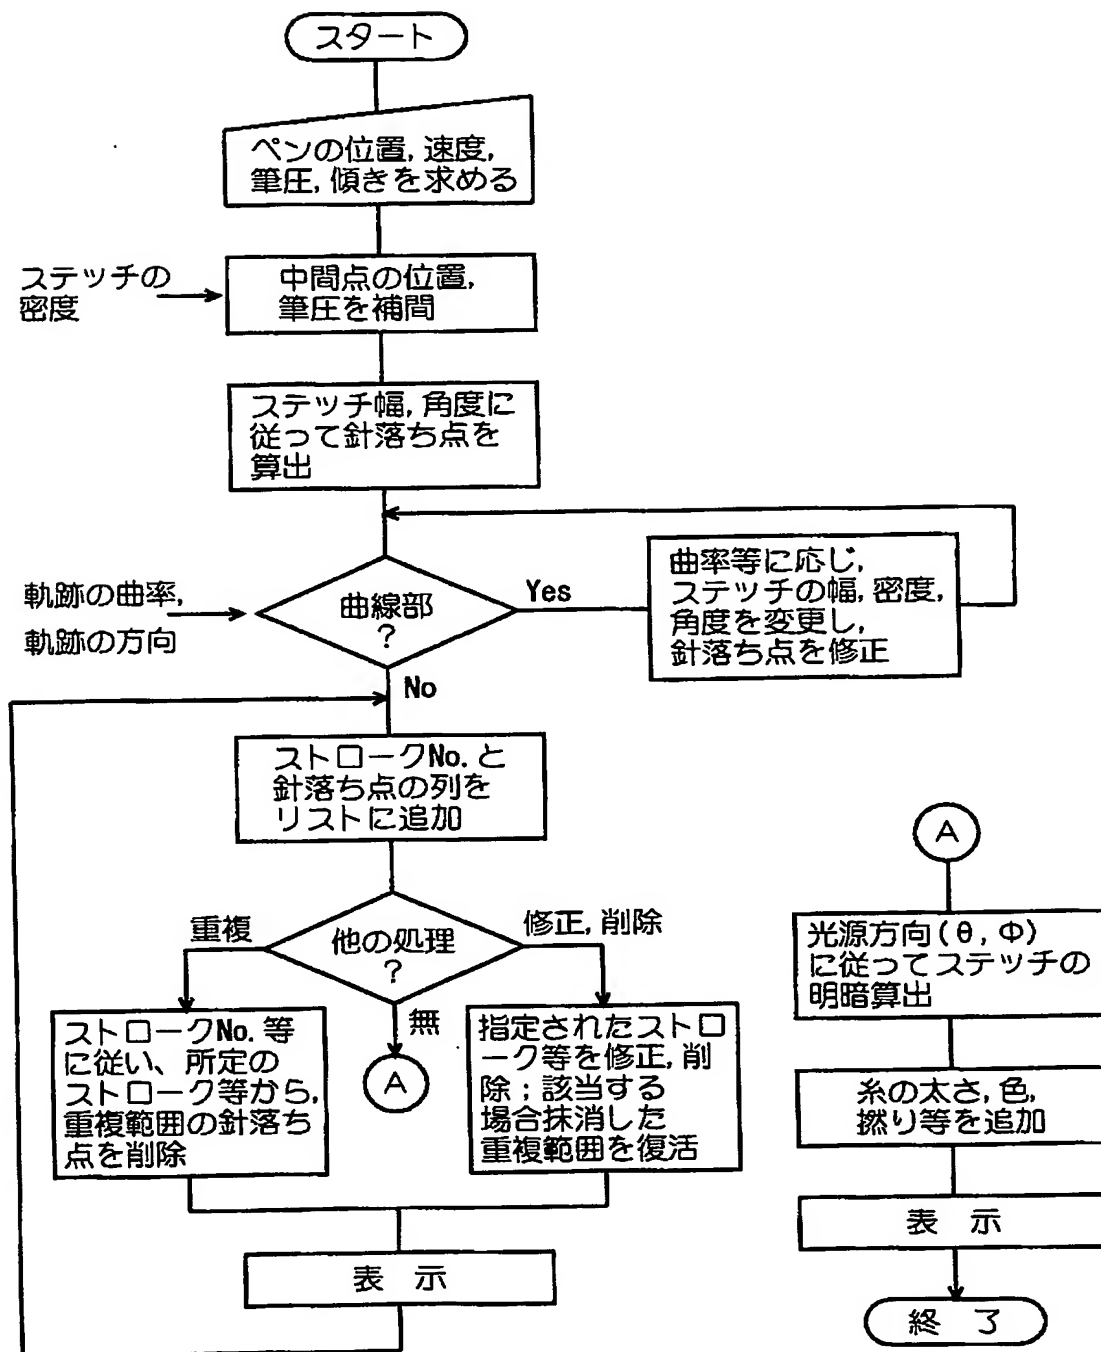 スタート
ペンの位置,速度,
筆圧,傾きを求める
ステッチの
密度
中間点の位置,
筆圧を補間
ステッチ幅,角度に
従って針落ち点を
算出
軌跡の曲率,
軌跡の方向
曲線部
?
Yes
曲率等に応じ,
ステッチの幅,密度,
角度を変更し,
針落ち点を修正
No
ストロークNo.と
針落ち点の列を
リストに追加
他の処理
?
重複
修正,削除
無
ストロークNo.等
に従い、所定の
ストローク等から,
重複範囲の針落ち
点を削除
A
指定されたストロ
ーク等を修正,削
除;該当する
場合抹消した
重複範囲を復活
表 示
A
光源方向(θ,Φ)
に従ってステッチの
明暗算出
糸の太さ,色,
撚り等を追加
表 示
終 了